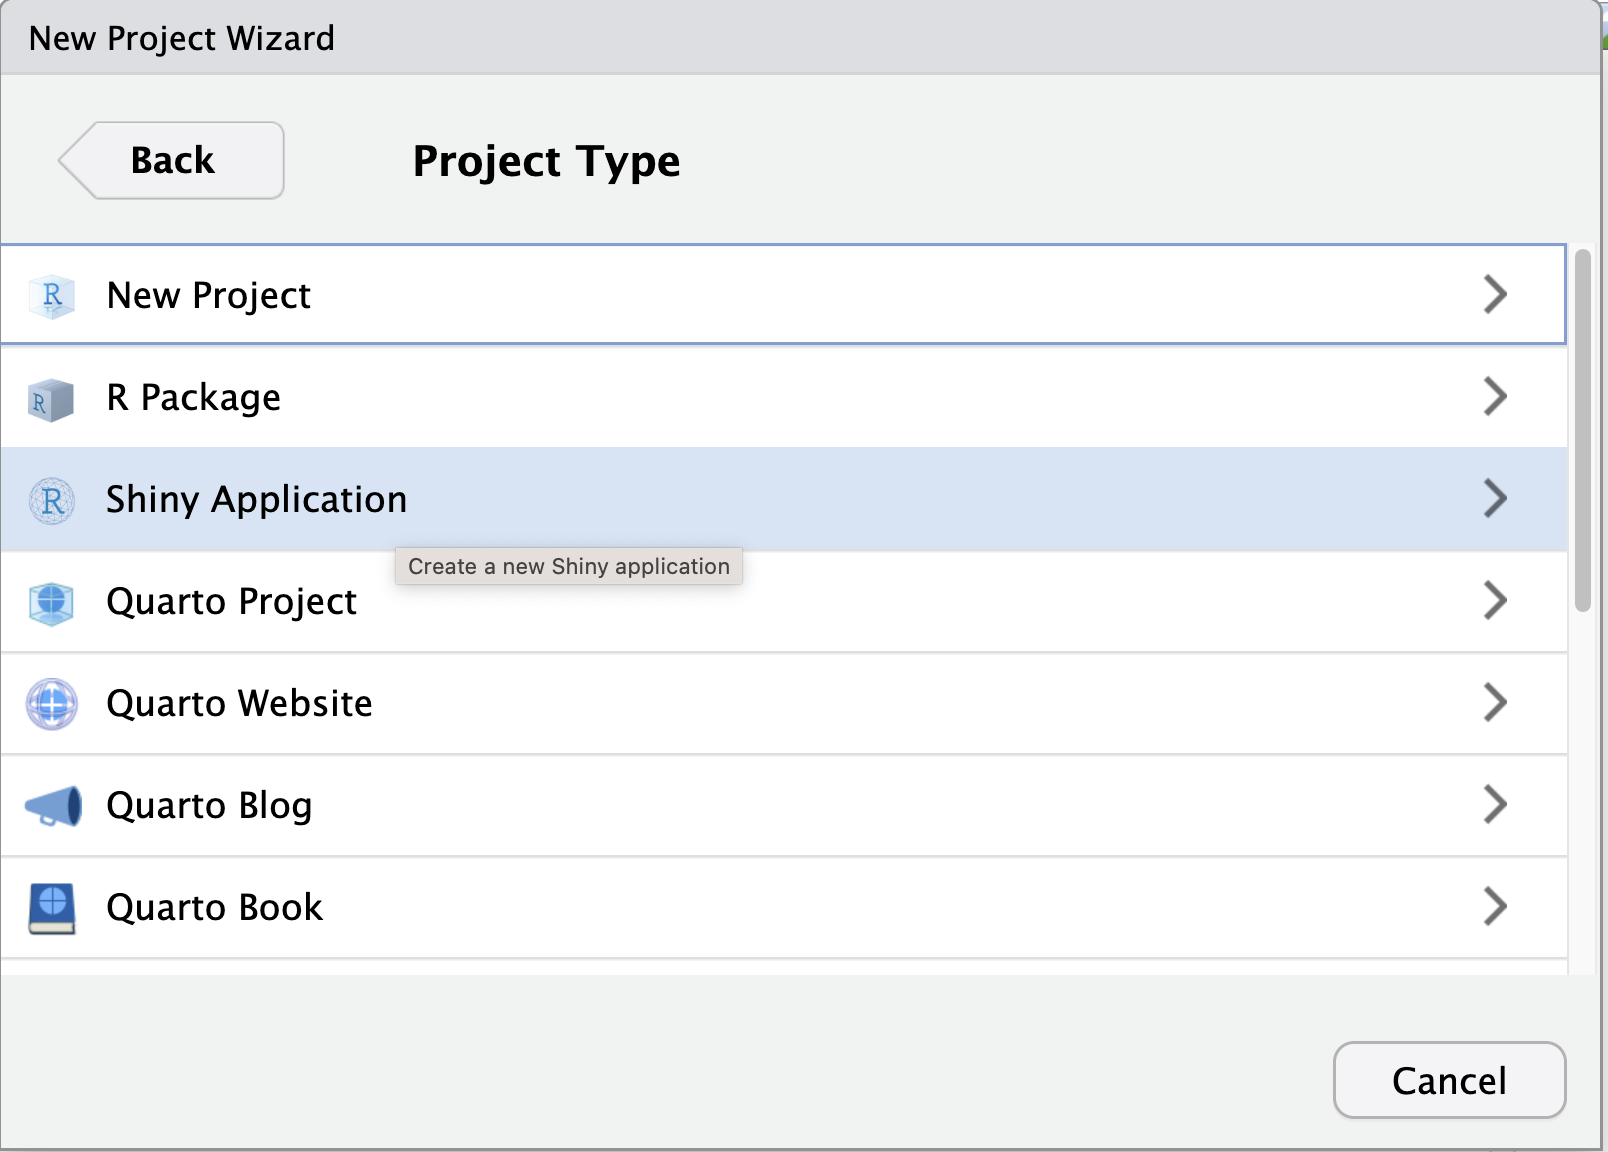 New Project Wizard
Back
Project Type
R New Project
R R Package
R Shiny Application
Create a new Shiny application
Quarto Project
Quarto Website
Quarto Blog
Quarto Book
Cancel